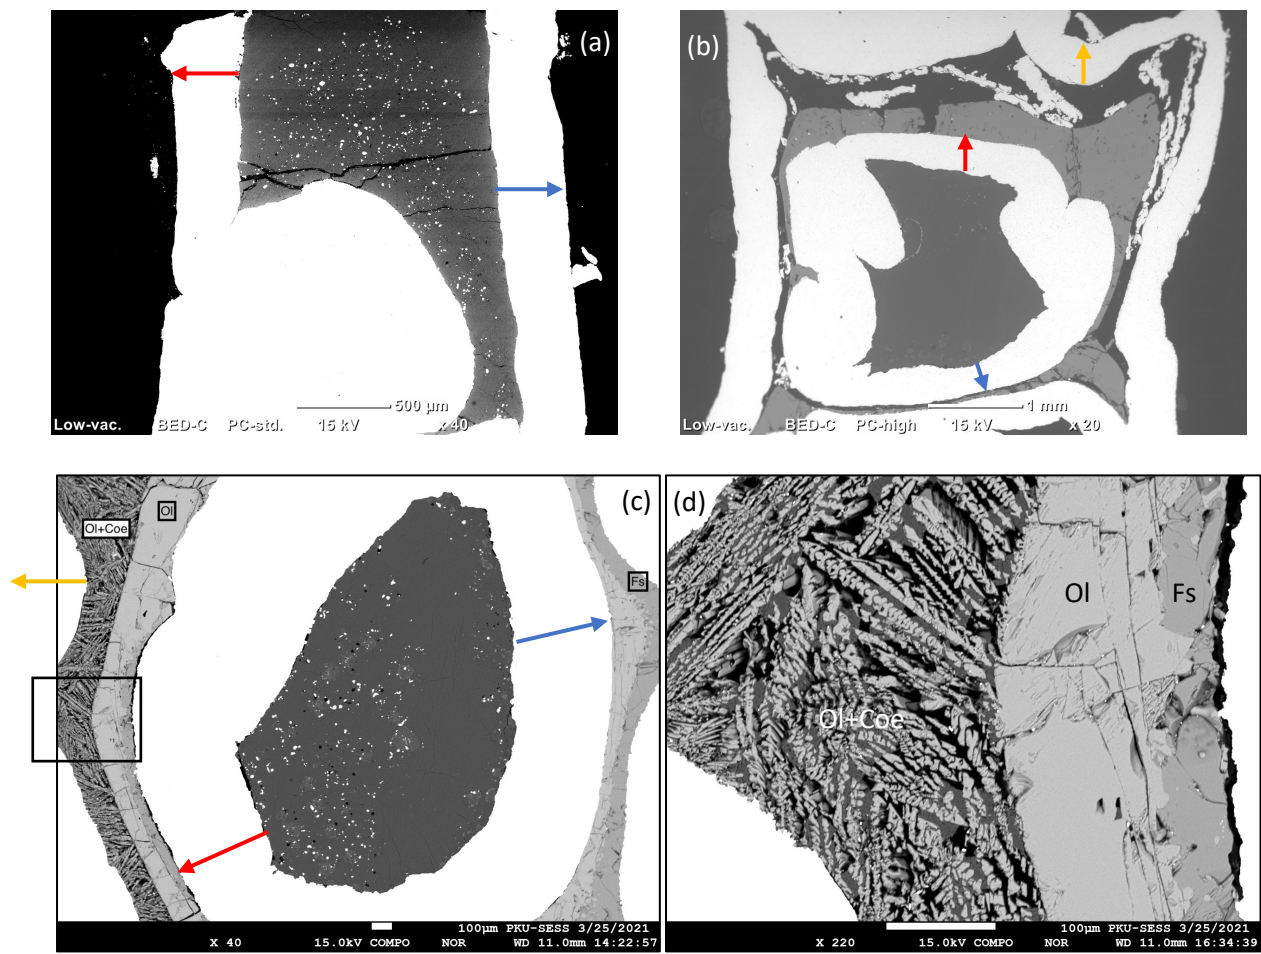 (a)
500 µm
Low-vac. BED-C PC-std. 15 kV x 40
(b)
1 mm
Low-vac. BED-C PC-high 15 kV x 20
(c)
Ol
Ol+Coe
Fs
100µm PKU-SESS 3/25/2021
X 40 15.0kV COMPO NOR WD 11.0mm 14:22:57
(d)
Ol
Fs
Ol+Coe
100µm PKU-SESS 3/25/2021
X 220 15.0kV COMPO NOR WD 11.0mm 16:34:39